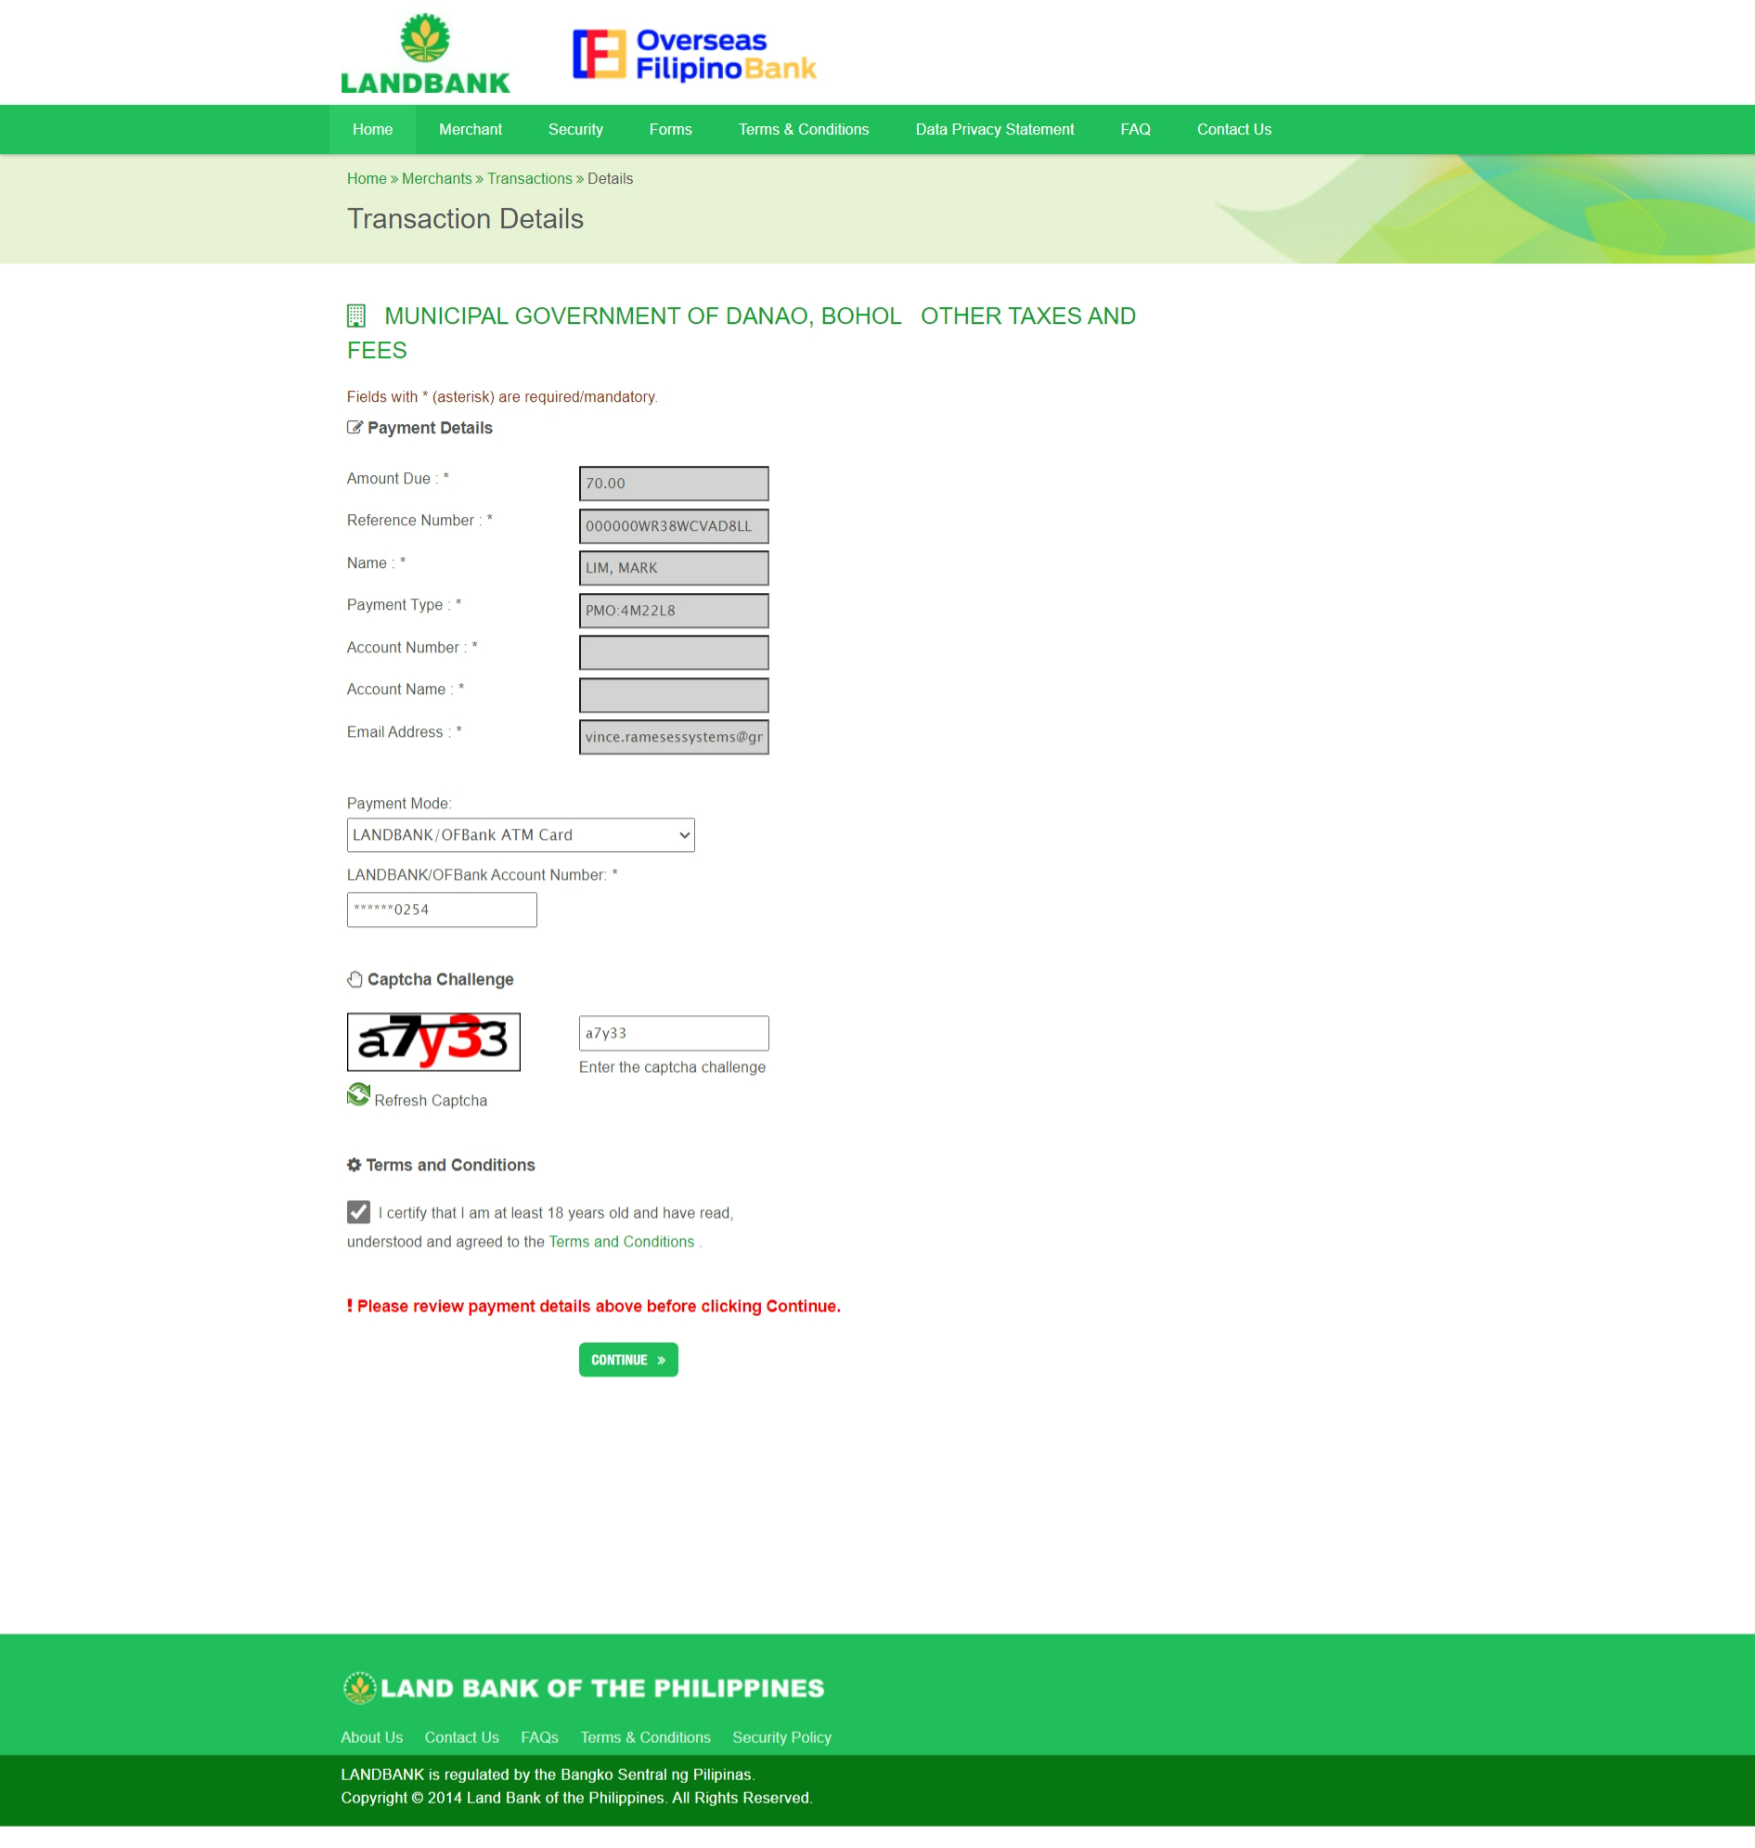 LANDBANK
Overseas
FilipinoBank
Home Merchant Security Forms Terms & Conditions Data Privacy Statement FAQ Contact Us
Home » Merchants » Transactions » Details
Transaction Details
MUNICIPAL GOVERNMENT OF DANAO, BOHOL OTHER TAXES AND
FEES
Fields with * (asterisk) are required/mandatory.
Payment Details
Amount Due : * 70.00
Reference Number : * 000000WR38WCVAD8LL
Name : * LIM, MARK
Payment Type : * PMO:4M22L8
Account Number : *
Account Name : *
Email Address : * vince.ramesessystems@gr
Payment Mode:
LANDBANK/OFBank ATM Card
LANDBANK/OFBank Account Number: *
******0254
Captcha Challenge
a7y33 a7y33
Enter the captcha challenge
Refresh Captcha
Terms and Conditions
I certify that I am at least 18 years old and have read,
understood and agreed to the Terms and Conditions .
! Please review payment details above before clicking Continue.
CONTINUE »
LAND BANK OF THE PHILIPPINES
About Us Contact Us FAQs Terms & Conditions Security Policy
LANDBANK is regulated by the Bangko Sentral ng Pilipinas.
Copyright © 2014 Land Bank of the Philippines. All Rights Reserved.